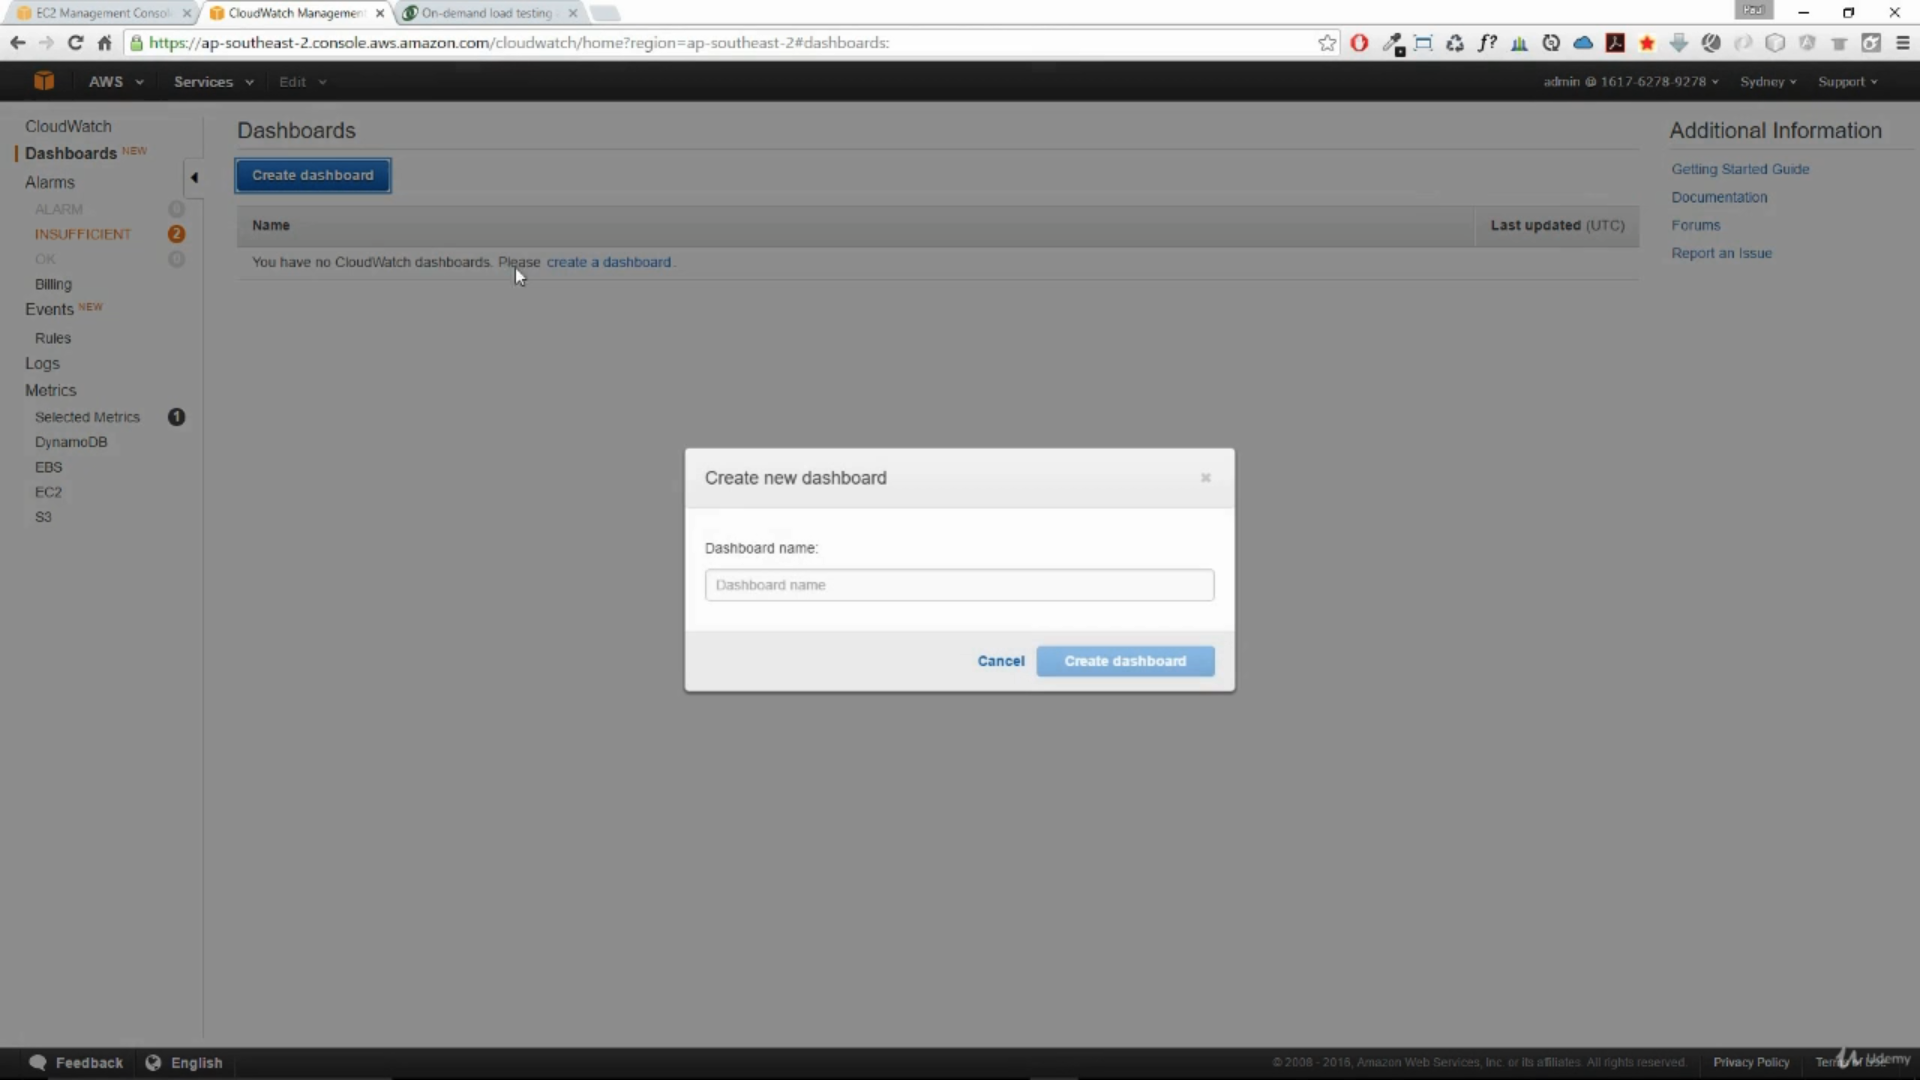 EC2 Management Consol
CloudWatch Managemen
On-demand load testing
Paul
https://ap-southeast-2.console.aws.amazon.com/cloudwatch/home?region=ap-southeast-2#dashboards:
f?
AWS
Services
Edit
admin @ 1617-6278-9278
Sydney
Support
CloudWatch
Dashboards NEW
Alarms
ALARM 0
INSUFFICIENT 2
OK 0
Billing
Events NEW
Rules
Logs
Metrics
Selected Metrics 1
DynamoDB
EBS
EC2
S3
Dashboards
Create dashboard
Name
Last updated (UTC)
You have no CloudWatch dashboards. Please create a dashboard.
Additional Information
Getting Started Guide
Documentation
Forums
Report an Issue
Create new dashboard
Dashboard name:
Dashboard name
Cancel
Create dashboard
Feedback
English
© 2008 - 2016, Amazon Web Services, Inc. or its affiliates. All rights reserved.
Privacy Policy
Terms of Use
Udemy